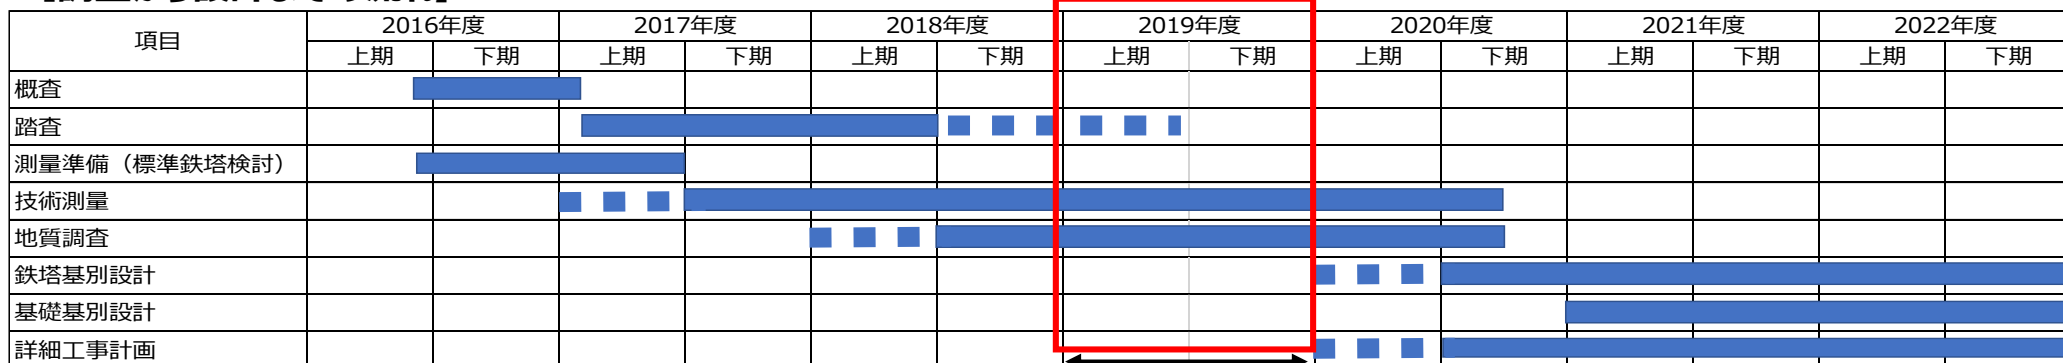 項目 2016年度 2017年度 2018年度 2019年度 2020年度 2021年度 2022年度
上期 下期 上期 下期 上期 下期 上期 下期 上期 下期 上期 下期 上期 下期
概査
踏査
測量準備（標準鉄塔検討）
技術測量
地質調査
鉄塔基別設計
基礎基別設計
詳細工事計画